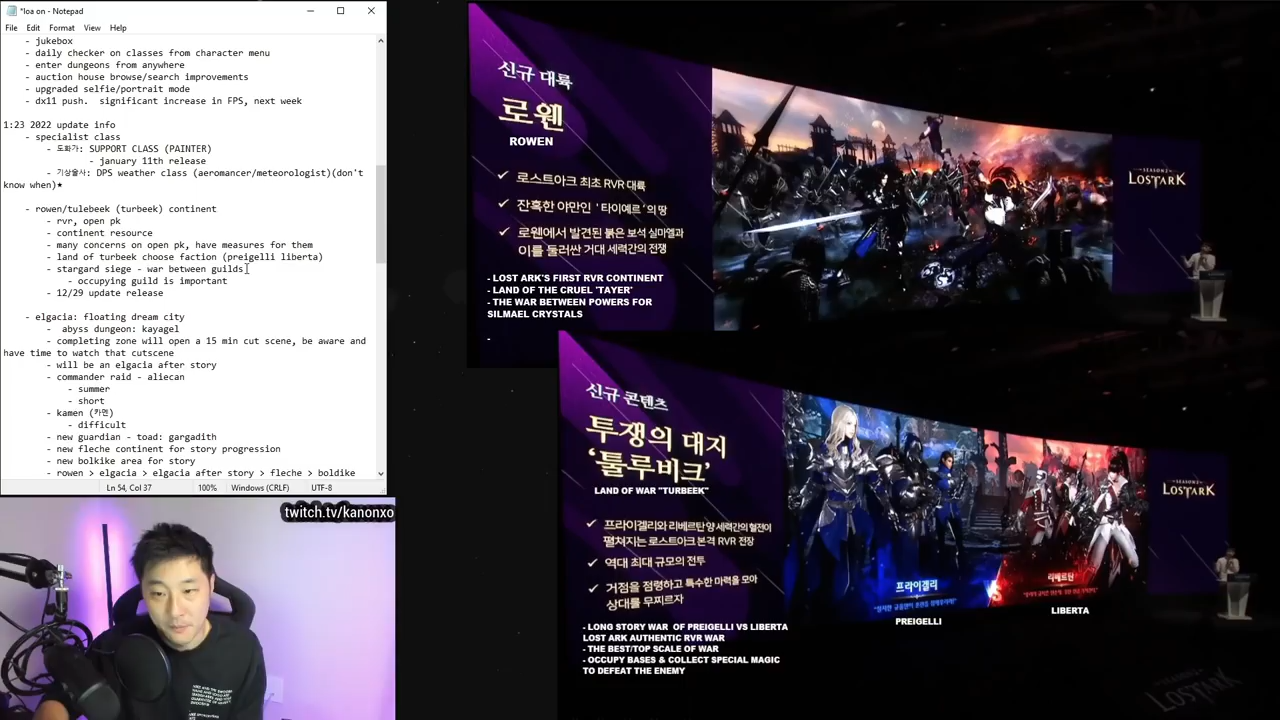 *loa on - Notepad
File Edit Format View Help
- jukebox
- daily checker on classes from character menu
- enter dungeons from anywhere
- auction house browse/search improvements
- upgraded selfie/portrait mode
- dx11 push.  significant increase in FPS, next week
1:23 2022 update info
- specialist class
- 도화가: SUPPORT CLASS (PAINTER)
- january 11th release
- 기상술사: DPS weather class (aeromancer/meteorologist)(don't
know when)★
- rowen/tulebeek (turbeek) continent
- rvr, open pk
- continent resource
- many concerns on open pk, have measures for them
- land of turbeek choose faction (preigelli liberta)
- stargard siege - war between guilds
- occupying guild is important
- 12/29 update release
- elgacia: floating dream city
-  abyss dungeon: kayagel
- completing zone will open a 15 min cut scene, be aware and
have time to watch that cutscene
- will be an elgacia after story
- commander raid - aliecan
- summer
- short
- kamen (카멘)
- difficult
- new guardian - toad: gargadith
- new fleche continent for story progression
- new bolkike area for story
- rowen > elgacia > elgacia after story > fleche > boldike
Ln 54, Col 37 100% Windows (CRLF) UTF-8
twitch.tv/kanonxo
신규 대륙
로웬
ROWEN
✓ 로스트아크 최초 RVR 대륙
✓ 잔혹한 야만인 '타이예르'의 땅
✓ 로웬에서 발견된 붉은 보석 실마엘과
이를 둘러싼 거대 세력간의 전쟁
- LOST ARK'S FIRST RVR CONTINENT
- LAND OF THE CRUEL 'TAYER'
- THE WAR BETWEEN POWERS FOR
SILMAEL CRYSTALS
-
SEASON2
LOSTARK
신규 콘텐츠
투쟁의 대지
'툴루비크'
LAND OF WAR "TURBEEK"
✓ 프라이겔리와 리베르탄 양 세력간의 혈전이
펼쳐지는 로스트아크 본격 RVR 전장
✓ 역대 최대 규모의 전투
✓ 거점을 점령하고 특수한 마력을 모아
상대를 무찌르자
- LONG STORY WAR  OF PREIGELLI VS LIBERTA
LOST ARK AUTHENTIC RVR WAR
- THE BEST/TOP SCALE OF WAR
- OCCUPY BASES & COLLECT SPECIAL MAGIC
TO DEFEAT THE ENEMY
프라이겔리
PREIGELLI
리베르탄
LIBERTA
SEASON2
LOSTARK
LOSTARK